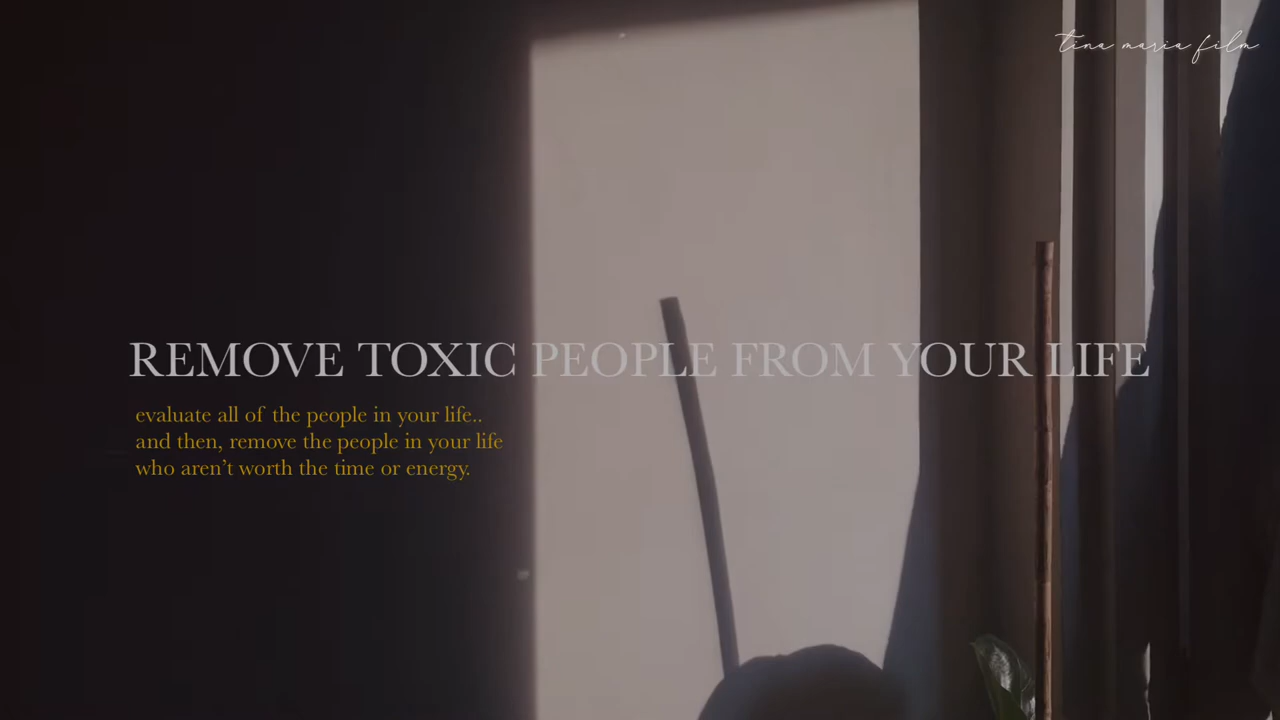 tina maria film
REMOVE TOXIC PEOPLE FROM YOUR LIFE
evaluate all of the people in your life..
and then, remove the people in your life
who aren't worth the time or energy.